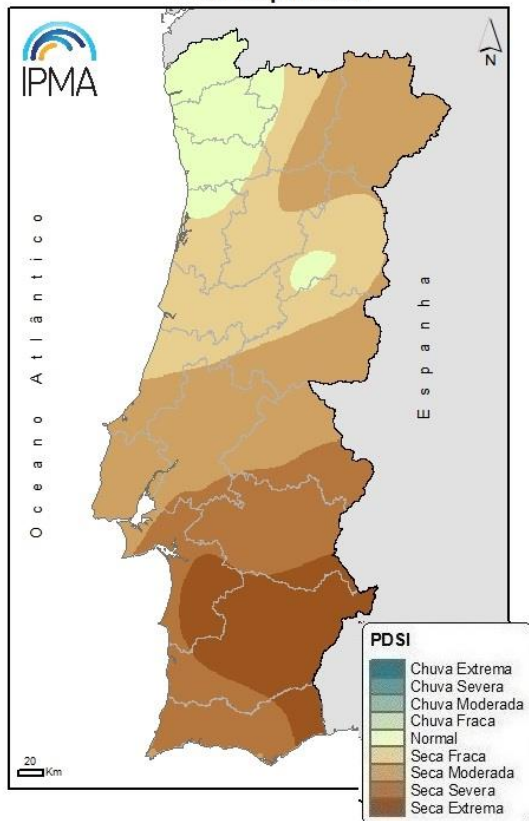 IPMA
N
Oceano Atlântico
Espanha
PDSI
Chuva Extrema
Chuva Severa
Chuva Moderada
Chuva Fraca
Normal
Seca Fraca
Seca Moderada
Seca Severa
Seca Extrema
20
Km